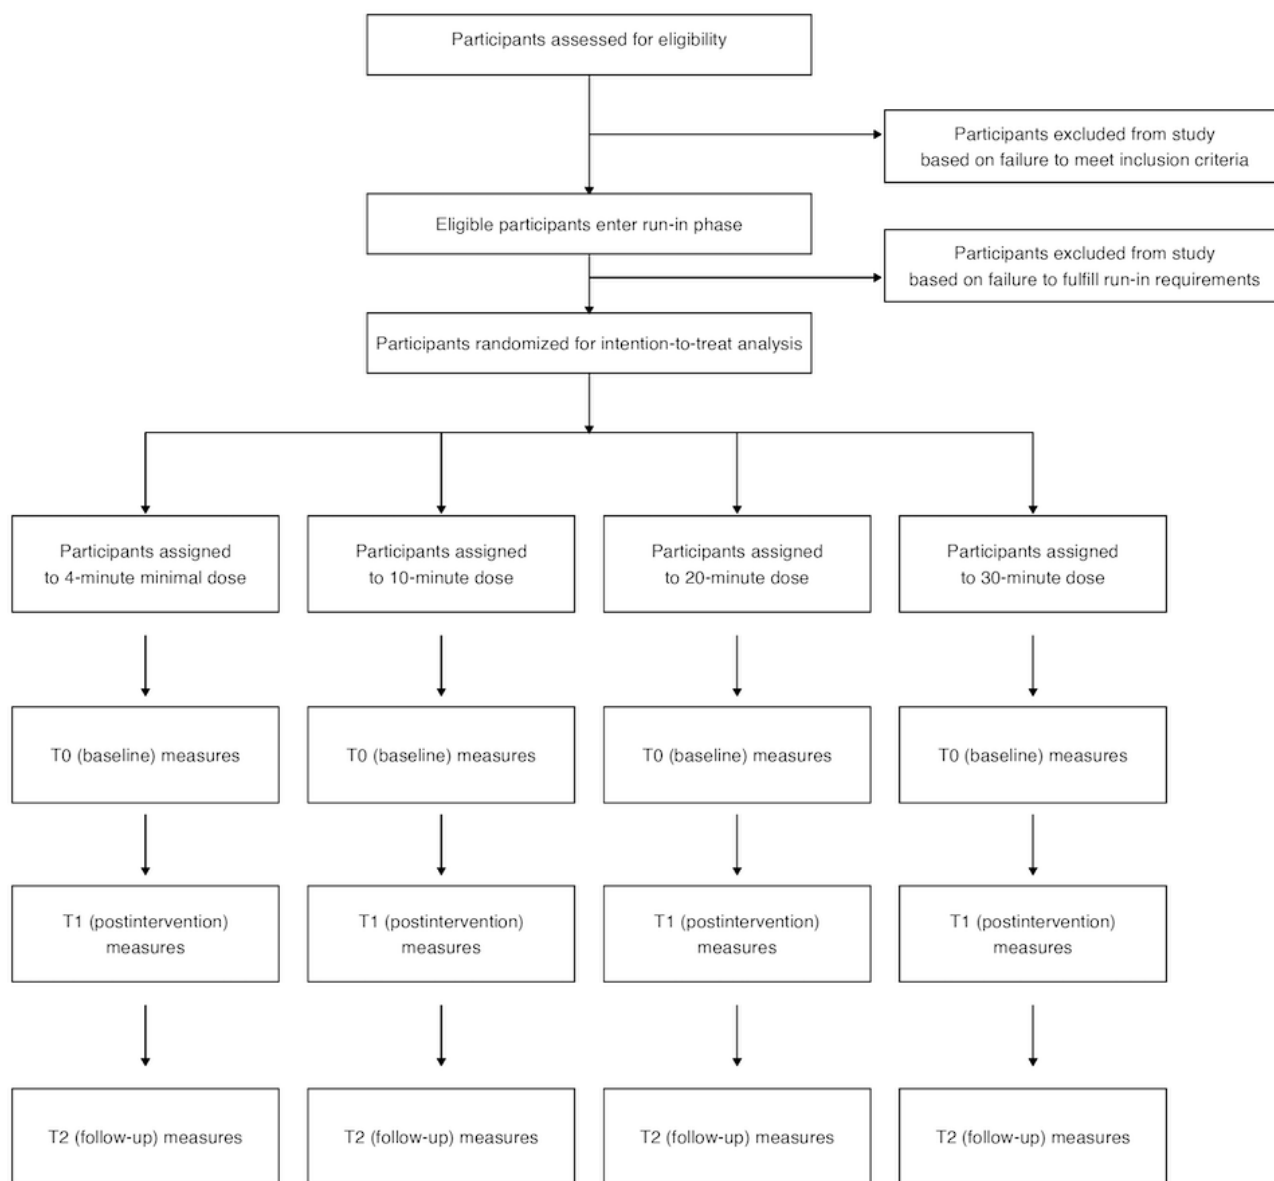 Participants assessed for eligibility
Participants excluded from study
based on failure to meet inclusion criteria
Eligible participants enter run-in phase
Participants excluded from study
based on failure to fulfill run-in requirements
Participants randomized for intention-to-treat analysis
Participants assigned
to 4-minute minimal dose
Participants assigned
to 10-minute dose
Participants assigned
to 20-minute dose
Participants assigned
to 30-minute dose
T0 (baseline) measures
T0 (baseline) measures
T0 (baseline) measures
T0 (baseline) measures
T1 (postintervention)
measures
T1 (postintervention)
measures
T1 (postintervention)
measures
T1 (postintervention)
measures
T2 (follow-up) measures
T2 (follow-up) measures
T2 (follow-up) measures
T2 (follow-up) measures